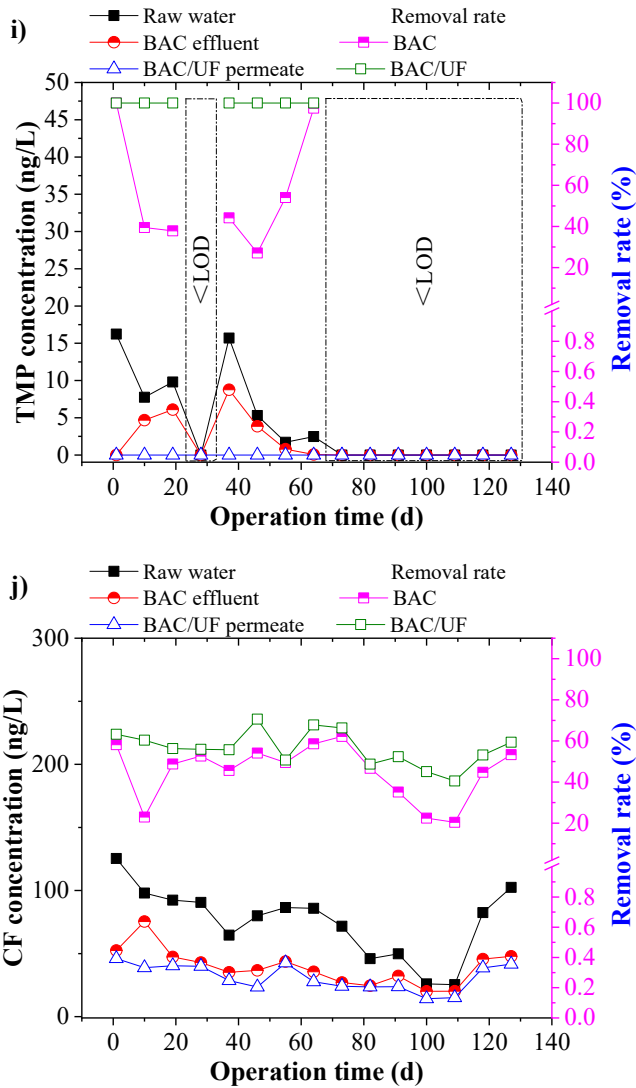 i)
Raw water Removal rate
BAC effluent BAC
BAC/UF permeate BAC/UF
TMP concentration (ng/L)
50
45
40
35
30
25
20
15
10
5
0
<LOD
<LOD
100
80
60
40
20
0.8
0.6
0.4
0.2
0.0
Removal rate (%)
0 20 40 60 80 100 120 140
Operation time (d)
j)
Raw water Removal rate
BAC effluent BAC
BAC/UF permeate BAC/UF
CF concentration (ng/L)
300
200
100
0
100
80
60
40
20
0.8
0.6
0.4
0.2
0.0
Removal rate (%)
0 20 40 60 80 100 120 140
Operation time (d)